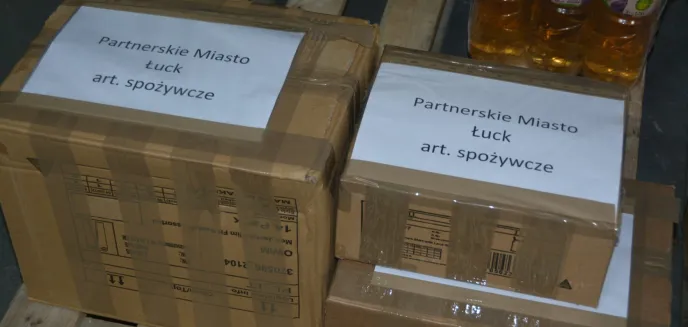 Partnerskie Miasto
Łuck
art. spożywcze
Partnerskie Miasto
Łuck
art. spożywcze